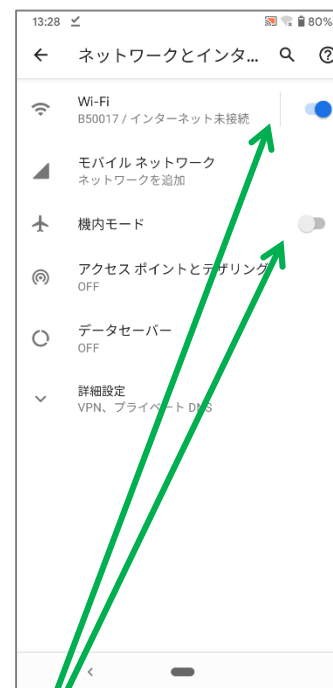 13:28 80%
ネットワークとインタ...
Wi-Fi
B50017 / インターネット未接続
モバイル ネットワーク
ネットワークを追加
機内モード
アクセス ポイントとテザリング
OFF
データセーバー
OFF
詳細設定
VPN、プライベート DNS